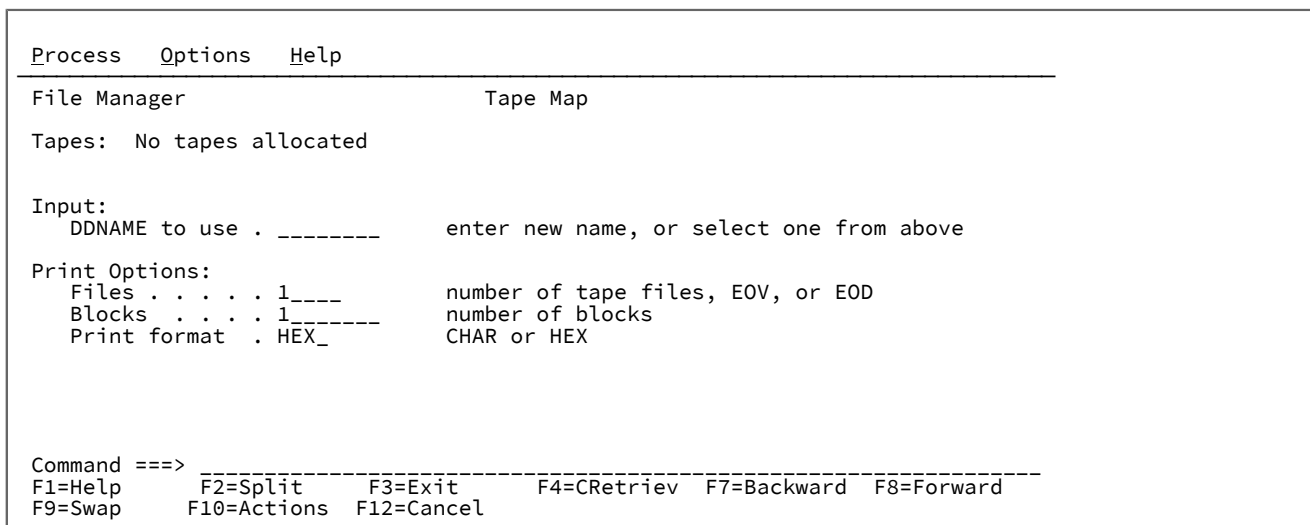 Process   Options   Help
File Manager                       Tape Map
Tapes:  No tapes allocated
Input:
   DDNAME to use . ________     enter new name, or select one from above
Print Options:
   Files . . . . . 1____        number of tape files, EOV, or EOD
   Blocks  . . . . 1_______     number of blocks
   Print format  . HEX_         CHAR or HEX
Command ===> _________________________________________________________________
F1=Help      F2=Split     F3=Exit      F4=CRetriev  F7=Backward  F8=Forward
F9=Swap     F10=Actions  F12=Cancel